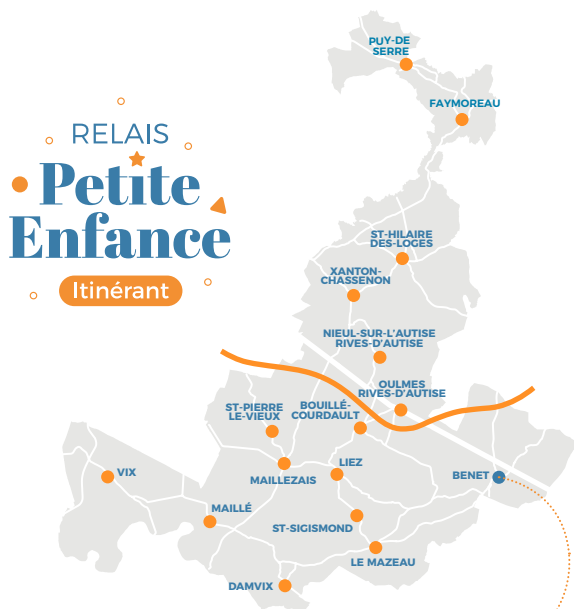 RELAIS
Petite
Enfance
Itinérant
PUY-DE
SERRE
FAYMOREAU
ST-HILAIRE
DES-LOGES
XANTON-
CHASSENON
NIEUL-SUR-L'AUTISE
RIVES-D'AUTISE
OULMES
RIVES-D'AUTISE
BOUILLÉ-
COURDAULT
ST-PIERRE
LE-VIEUX
VIX
MAILLEZAIS
LIEZ
BENET
MAILLÉ
ST-SIGISMOND
LE MAZEAU
DAMVIX